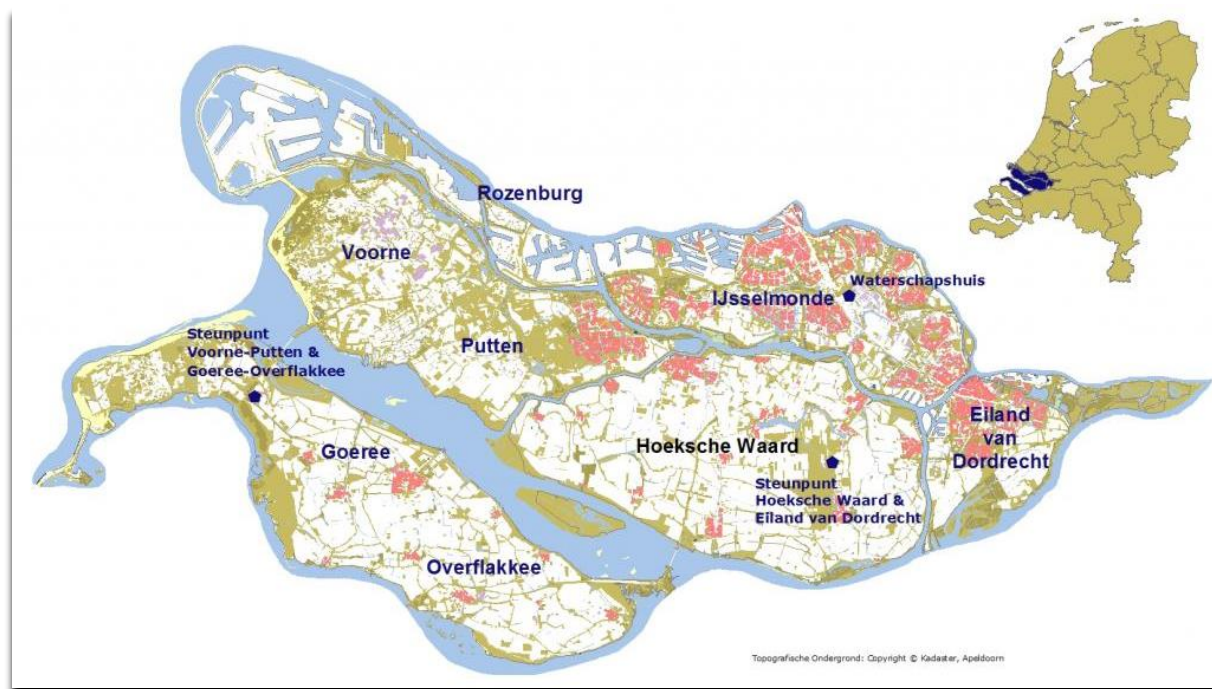 Rozenburg
Voorne
Waterschapshuis
IJsselmonde
Steunpunt
Voorne-Putten &
Goeree-Overflakkee
Putten
Eiland
van
Dordrecht
Hoeksche Waard
Goeree
Steunpunt
Hoeksche Waard &
Eiland van Dordrecht
Overflakkee
Topografische Ondergrond: Copyright © Kadaster, Apeldoorn